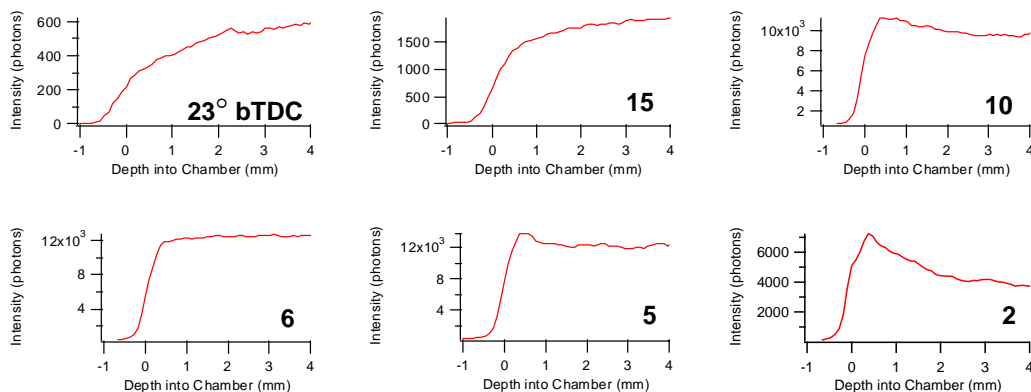 Intensity (photons)
600
400
200
0
23° bTDC
-1 0 1 2 3 4
Depth into Chamber (mm)
Intensity (photons)
1500
1000
500
0
15
-1 0 1 2 3 4
Depth into Chamber (mm)
Intensity (photons)
10x10³
8
6
4
2
10
-1 0 1 2 3 4
Depth into Chamber (mm)
Intensity (photons)
12x10³
8
4
6
-1 0 1 2 3 4
Depth into Chamber (mm)
Intensity (photons)
12x10³
8
4
5
-1 0 1 2 3 4
Depth into Chamber (mm)
Intensity (photons)
6000
4000
2000
2
-1 0 1 2 3 4
Depth into Chamber (mm)